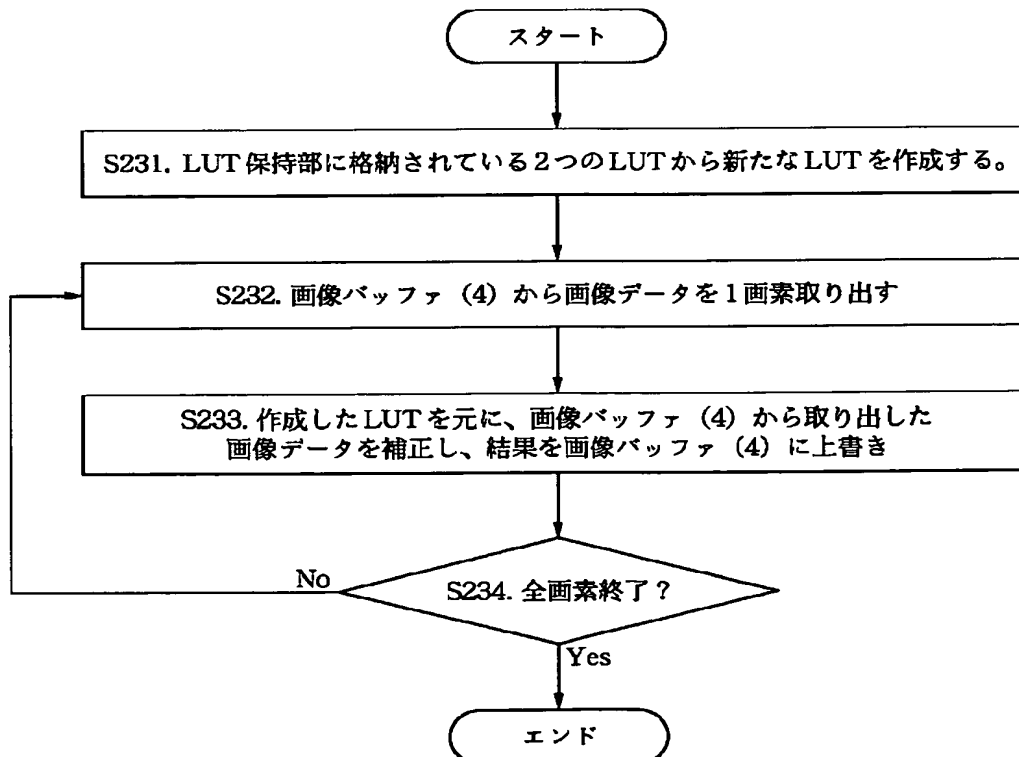 スタート
S231. LUT保持部に格納されている2つのLUTから新たなLUTを作成する。
S232. 画像バッファ（4）から画像データを1画素取り出す
S233. 作成したLUTを元に、画像バッファ（4）から取り出した
画像データを補正し、結果を画像バッファ（4）に上書き
S234. 全画素終了？
No
Yes
エンド